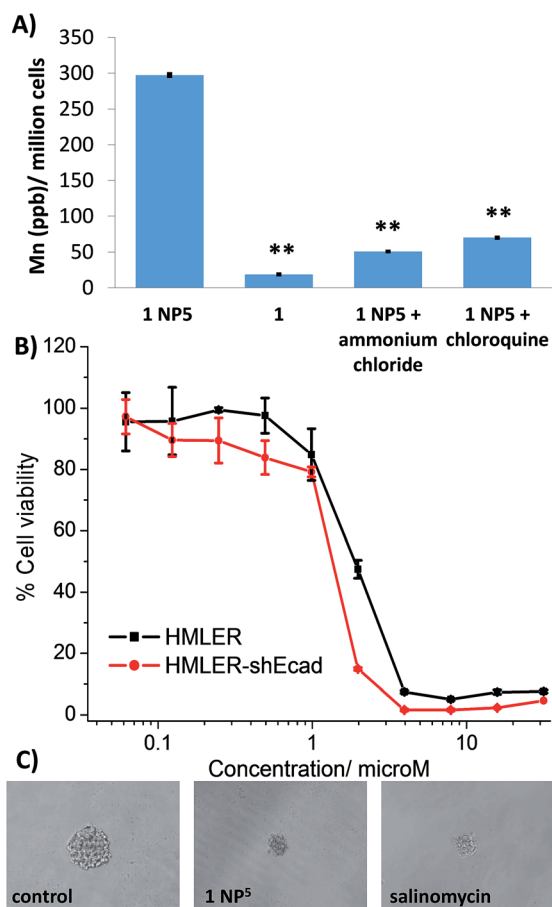 A)
Mn (ppb)/ million cells
350
300
250
200
150
100
50
0
**
**
**
1 NP5
1
1 NP5 +
ammonium
chloride
1 NP5 +
chloroquine
B)
% Cell viability
120
100
80
60
40
20
0
HMLER
HMLER-shEcad
0.1
1
10
Concentration/ microM
C)
control
1 NP⁵
salinomycin